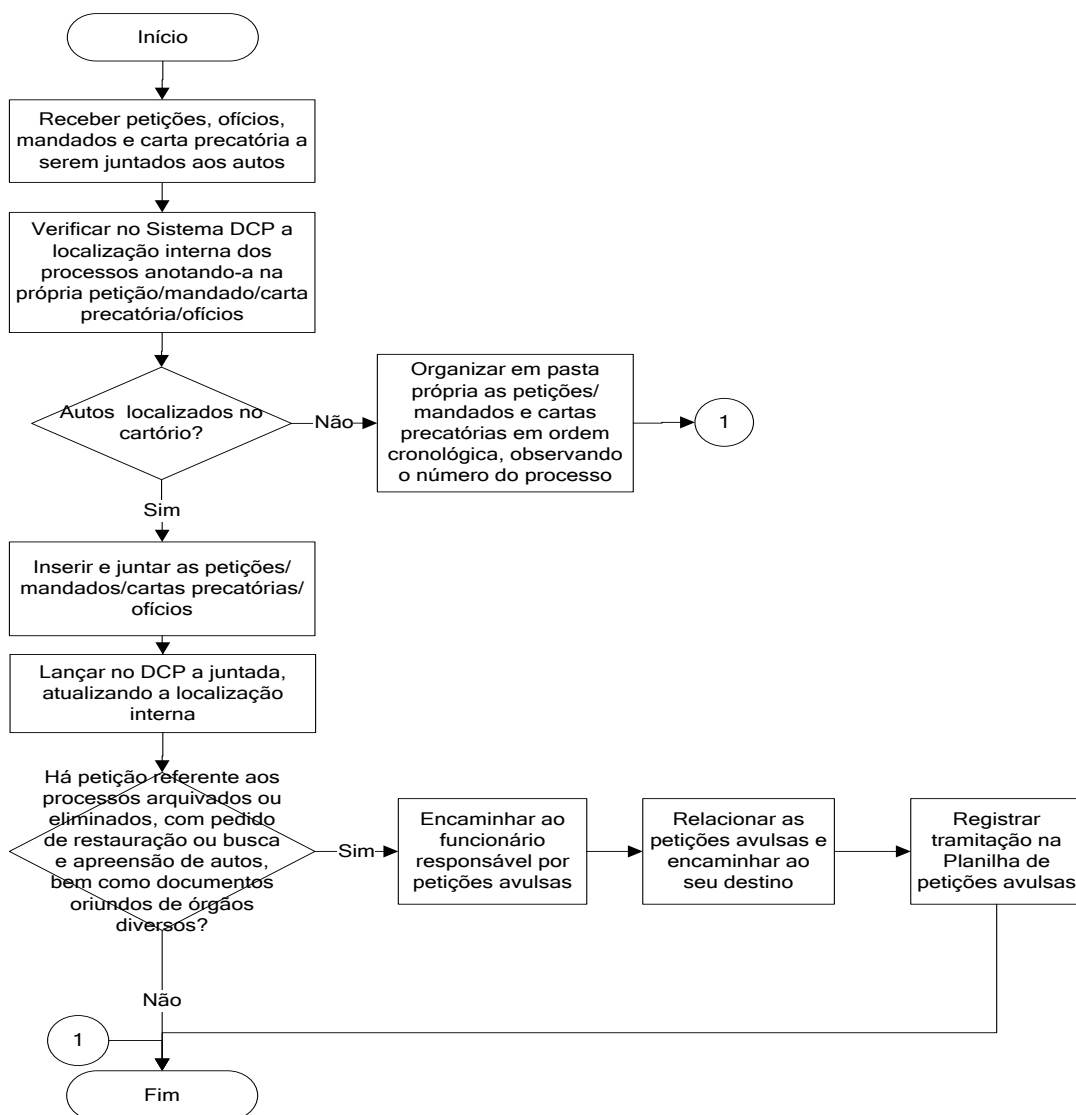 Início
Receber petições, ofícios,
mandados e carta precatória a
serem juntados aos autos
Verificar no Sistema DCP a
localização interna dos
processos anotando-a na
própria petição/mandado/carta
precatória/ofícios
Autos localizados no
cartório?
Não
Organizar em pasta
própria as petições/
mandados e cartas
precatórias em ordem
cronológica, observando
o número do processo
1
Sim
Inserir e juntar as petições/
mandados/cartas precatórias/
ofícios
Lançar no DCP a juntada,
atualizando a localização
interna
Há petição referente aos
processos arquivados ou
eliminados, com pedido
de restauração ou busca
e apreensão de autos,
bem como documentos
oriundos de órgãos
diversos?
Sim
Encaminhar ao
funcionário
responsável por
petições avulsas
Relacionar as
petições avulsas e
encaminhar ao
seu destino
Registrar
tramitação na
Planilha de
petições avulsas
Não
1
Fim